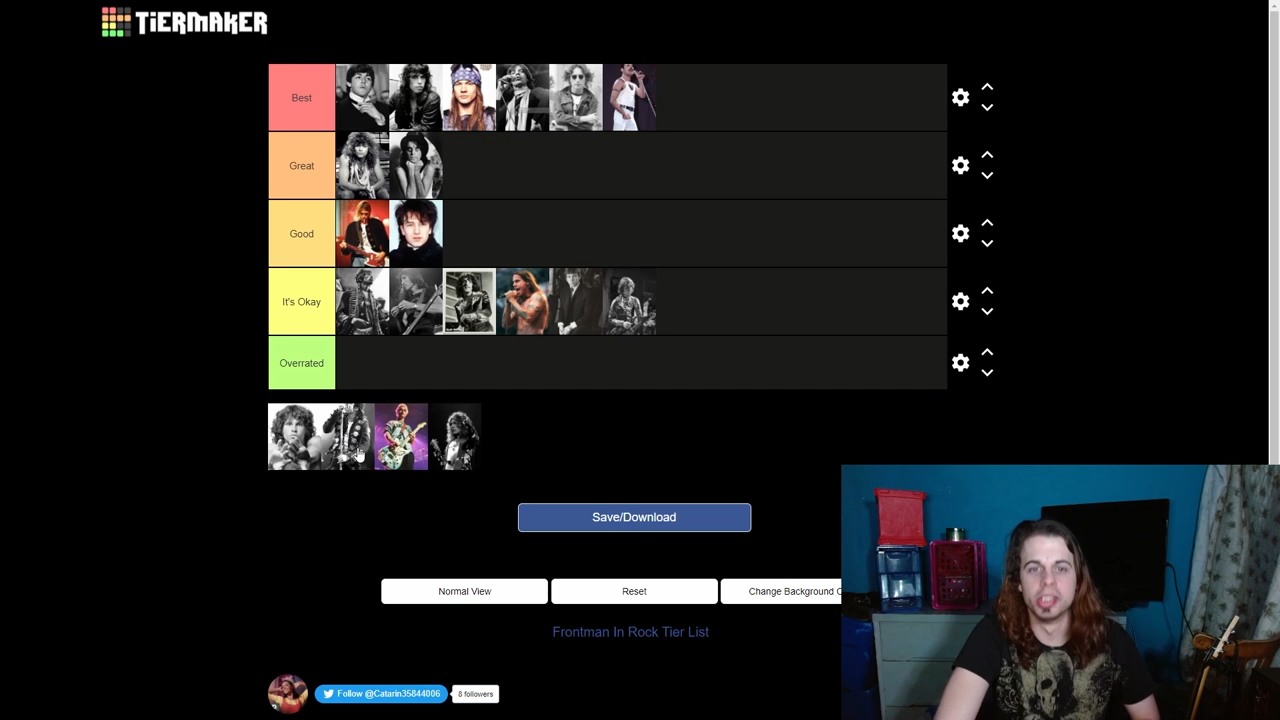 TiERMAKER
Best
Great
Good
It's Okay
Overrated
Save/Download
Normal View
Reset
Change Background
Frontman In Rock Tier List
Follow @Catarin35844006
8 followers